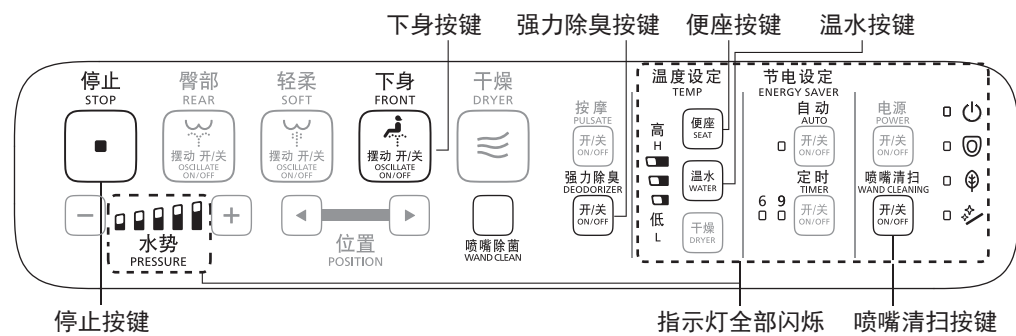 下身按键 强力除臭按键 便座按键 温水按键
停止
STOP
臀部
REAR
摆动 开/关
OSCILLATE
ON/OFF
轻柔
SOFT
摆动 开/关
OSCILLATE
ON/OFF
下身
FRONT
摆动 开/关
OSCILLATE
ON/OFF
干燥
DRYER
水势
PRESSURE
位置
POSITION
喷嘴除菌
WAND CLEAN
按摩
PULSATE
开/关
ON/OFF
强力除臭
DEODORIZER
开/关
ON/OFF
温度设定
TEMP
高
H
低
L
便座
SEAT
温水
WATER
干燥
DRYER
节电设定
ENERGY SAVER
自动
AUTO
开/关
ON/OFF
定时
TIMER
6 9
开/关
ON/OFF
电源
POWER
开/关
ON/OFF
喷嘴清扫
WAND CLEANING
开/关
ON/OFF
停止按键 指示灯全部闪烁 喷嘴清扫按键